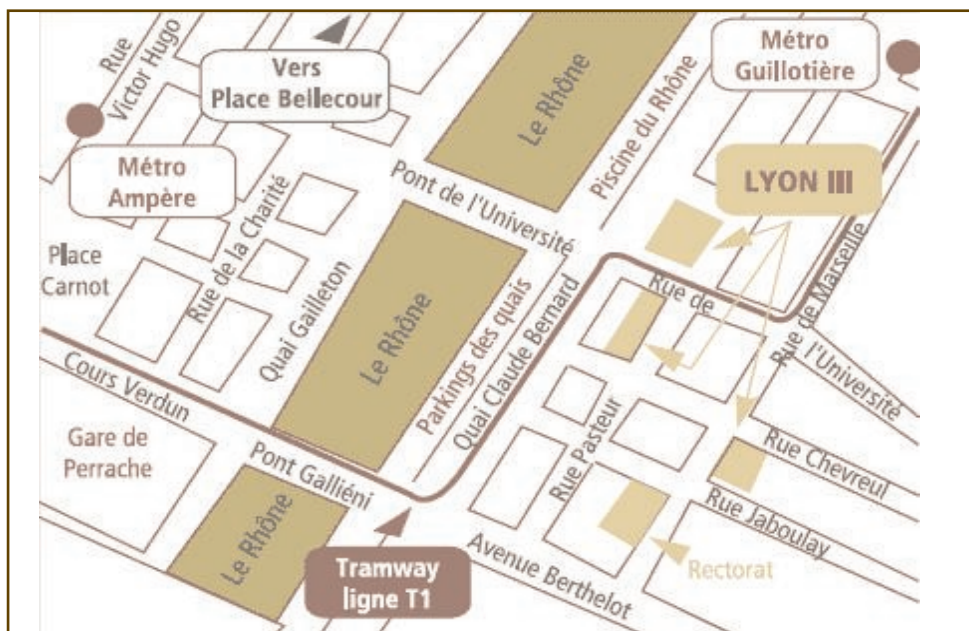 Rue
Victor Hugo
Vers
Place Bellecour
Le Rhône
Piscine du Rhône
Métro
Guillotière
Métro
Ampère
Pont de l'Université
LYON III
Place
Carnot
Rue de la Charité
Quai Gailleton
Le Rhône
Parkings des quais
Quai Claude Bernard
Rue de
l'Université
Rue de Marseille
Cours Verdun
Gare de
Perrache
Pont Galliéni
Le Rhône
Rue Pasteur
Rue Chevreul
Rue Jaboulay
Avenue Berthelot
Rectorat
Tramway
ligne T1